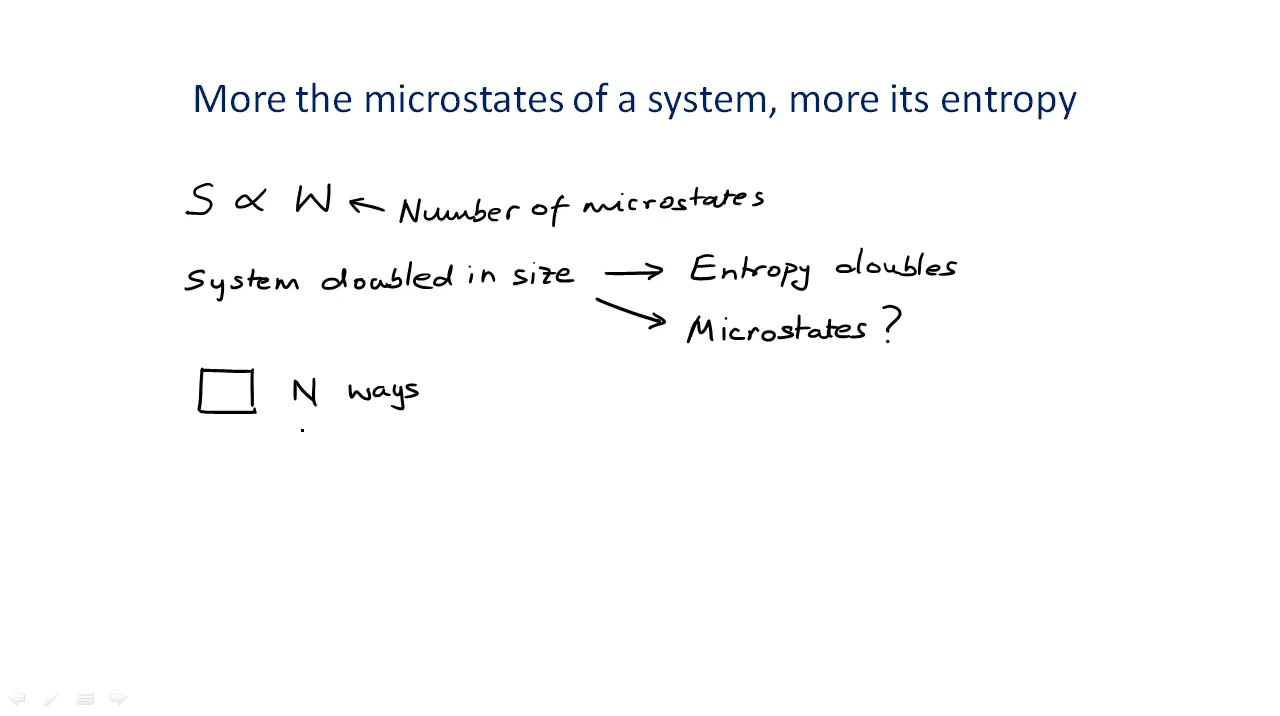 More the microstates of a system, more its entropy
S ∝ W ← Number of microstates
System doubled in size → Entropy doubles
→ Microstates ?
N ways